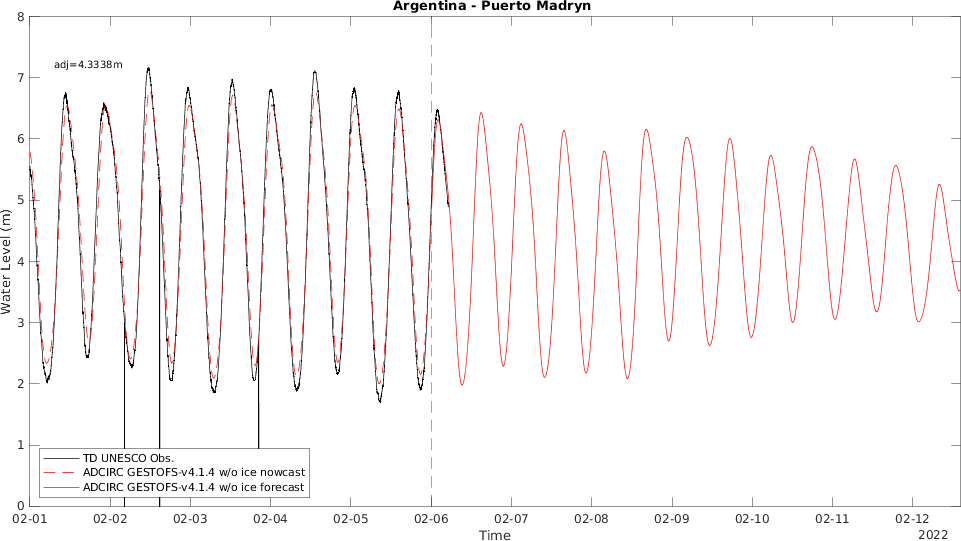 Argentina - Puerto Madryn
8
7
6
5
4
3
2
1
0
Water Level (m)
adj=4.3338m
TD UNESCO Obs.
ADCIRC GESTOFS-v4.1.4 w/o ice nowcast
ADCIRC GESTOFS-v4.1.4 w/o ice forecast
02-01 02-02 02-03 02-04 02-05 02-06 02-07 02-08 02-09 02-10 02-11 02-12
Time
2022